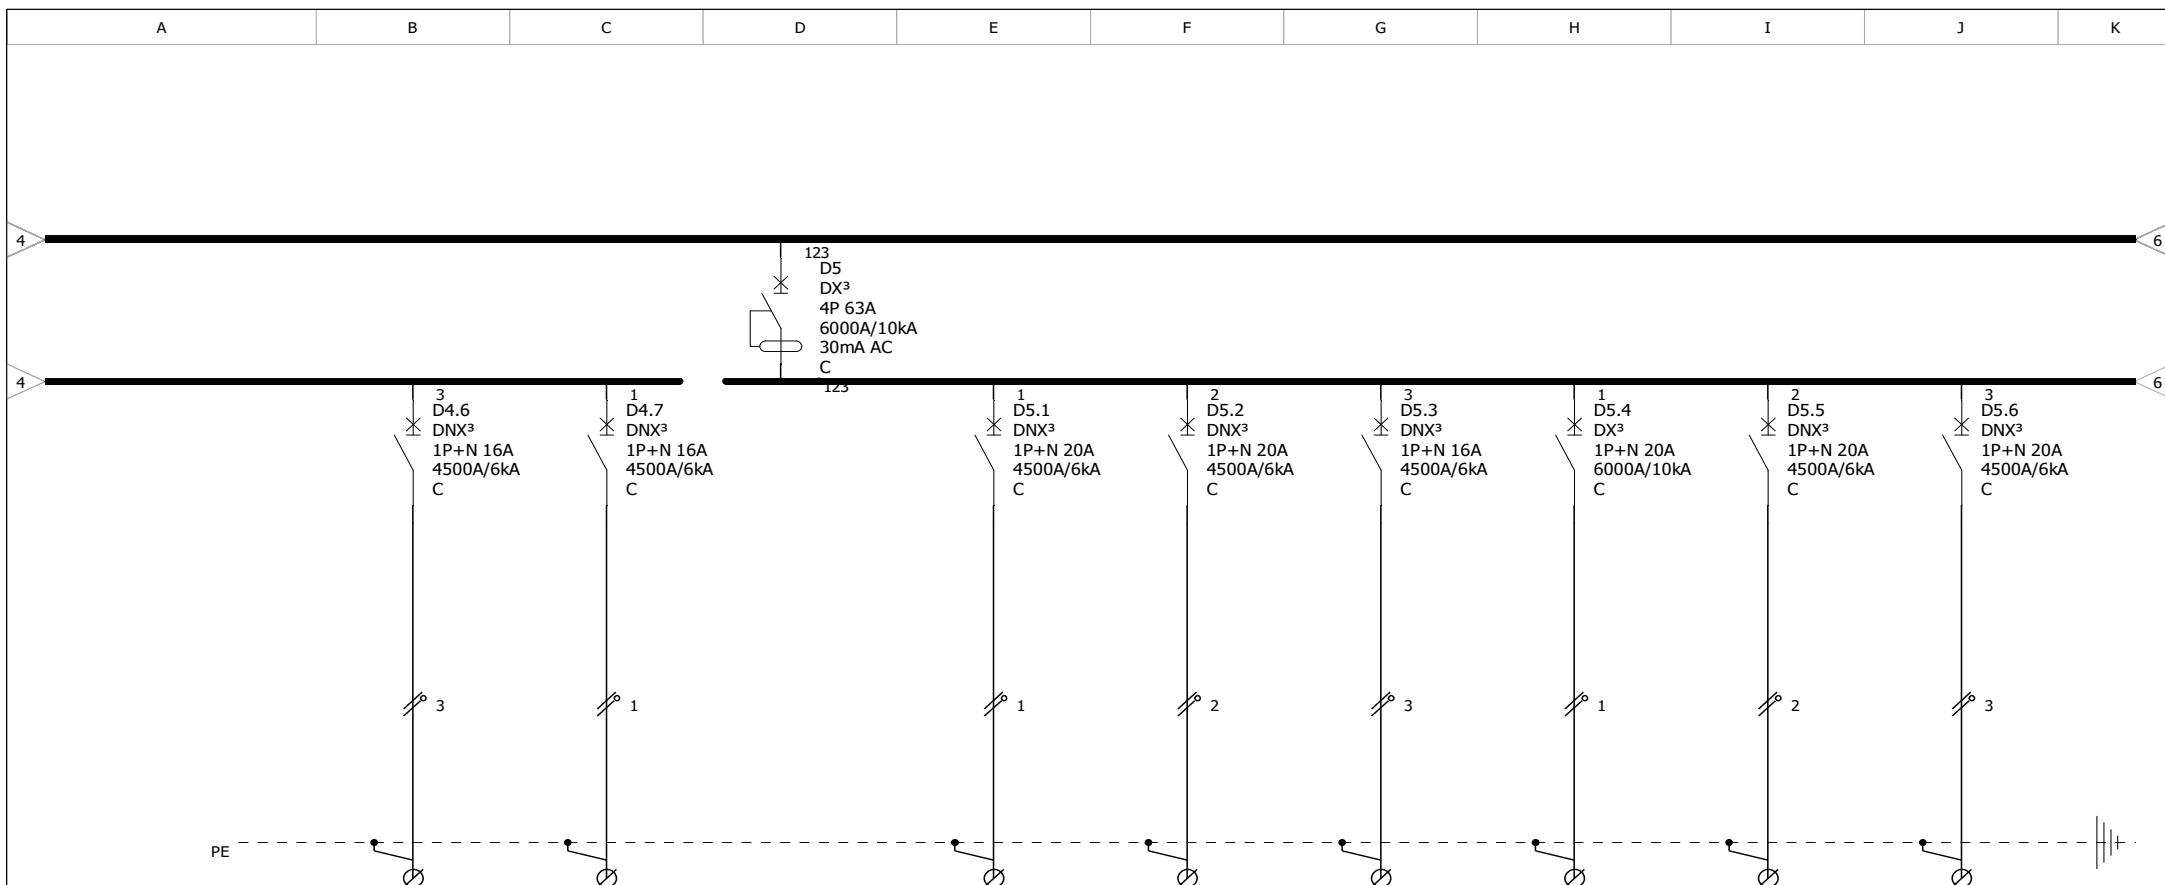 A B C D E F G H I J K
4 6
123
D5
DX³
4P 63A
6000A/10kA
30mA AC
C
4 6
123
3
D4.6
DNX³
1P+N 16A
4500A/6kA
C
1
D4.7
DNX³
1P+N 16A
4500A/6kA
C
1
D5.1
DNX³
1P+N 20A
4500A/6kA
C
2
D5.2
DNX³
1P+N 20A
4500A/6kA
C
3
D5.3
DNX³
1P+N 16A
4500A/6kA
C
1
D5.4
DX³
1P+N 20A
6000A/10kA
C
2
D5.5
DNX³
1P+N 20A
4500A/6kA
C
3
D5.6
DNX³
1P+N 20A
4500A/6kA
C
3 1 1 2 3 1 2 3
PE